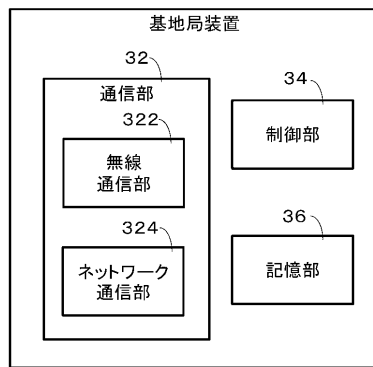 基地局装置
32
通信部
322
無線
通信部
324
ネットワーク
通信部
34
制御部
36
記憶部